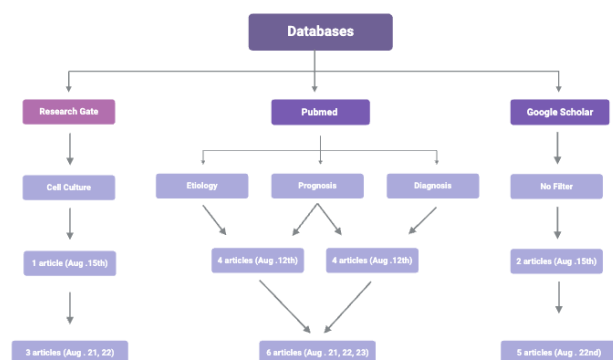 Databases
Research Gate
Pubmed
Google Scholar
Cell Culture
Etiology
Prognosis
Diagnosis
No Filter
1 article (Aug .15th)
4 articles (Aug .12th)
4 articles (Aug .12th)
2 articles (Aug .15th)
3 articles (Aug . 21, 22)
6 articles (Aug . 21, 22, 23)
5 articles (Aug . 22nd)